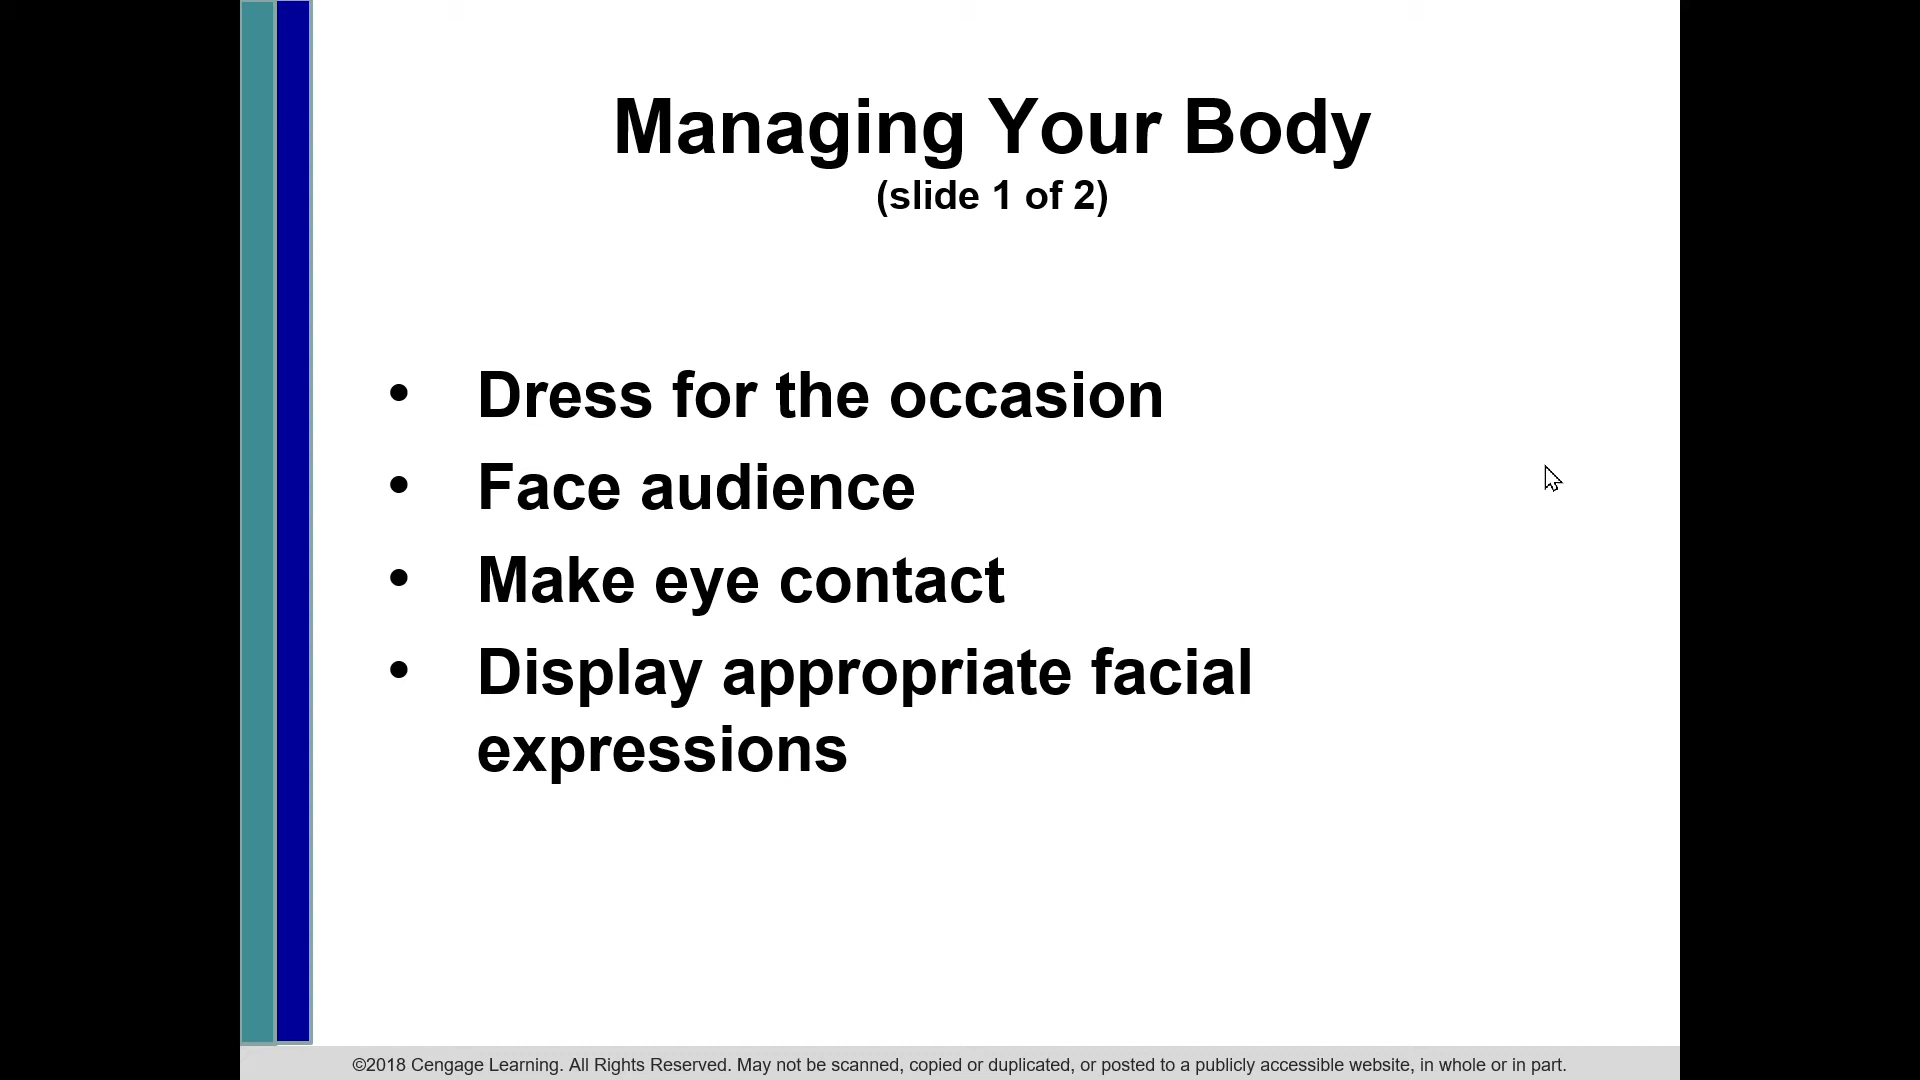 Managing Your Body
(slide 1 of 2)
• Dress for the occasion
• Face audience
• Make eye contact
• Display appropriate facial
expressions
©2018 Cengage Learning. All Rights Reserved. May not be scanned, copied or duplicated, or posted to a publicly accessible website, in whole or in part.